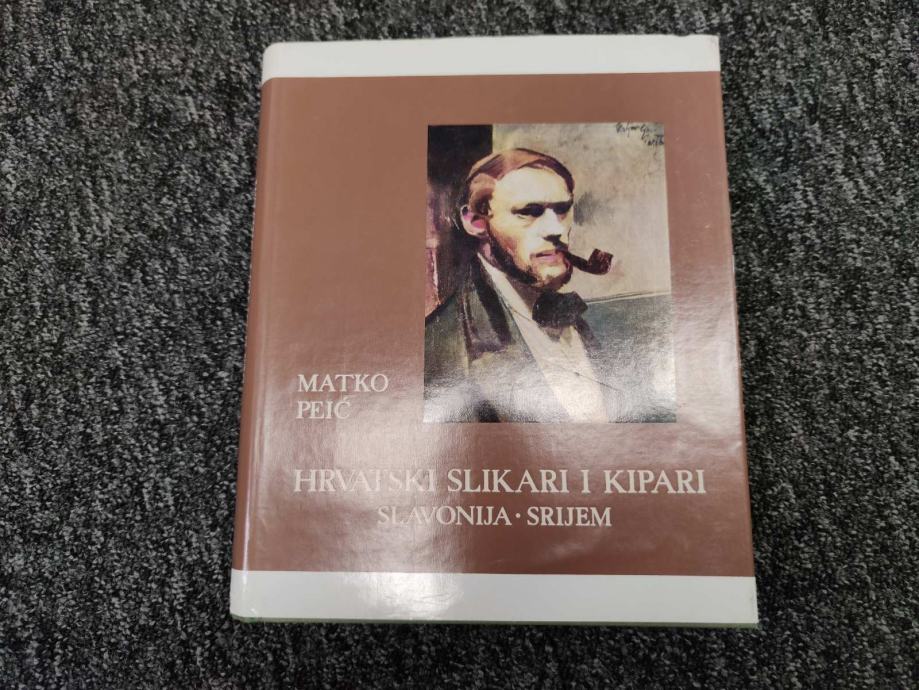 MATKO
PEIĆ
HRVATSKI SLIKARI I KIPARI
SLAVONIJA • SRIJEM